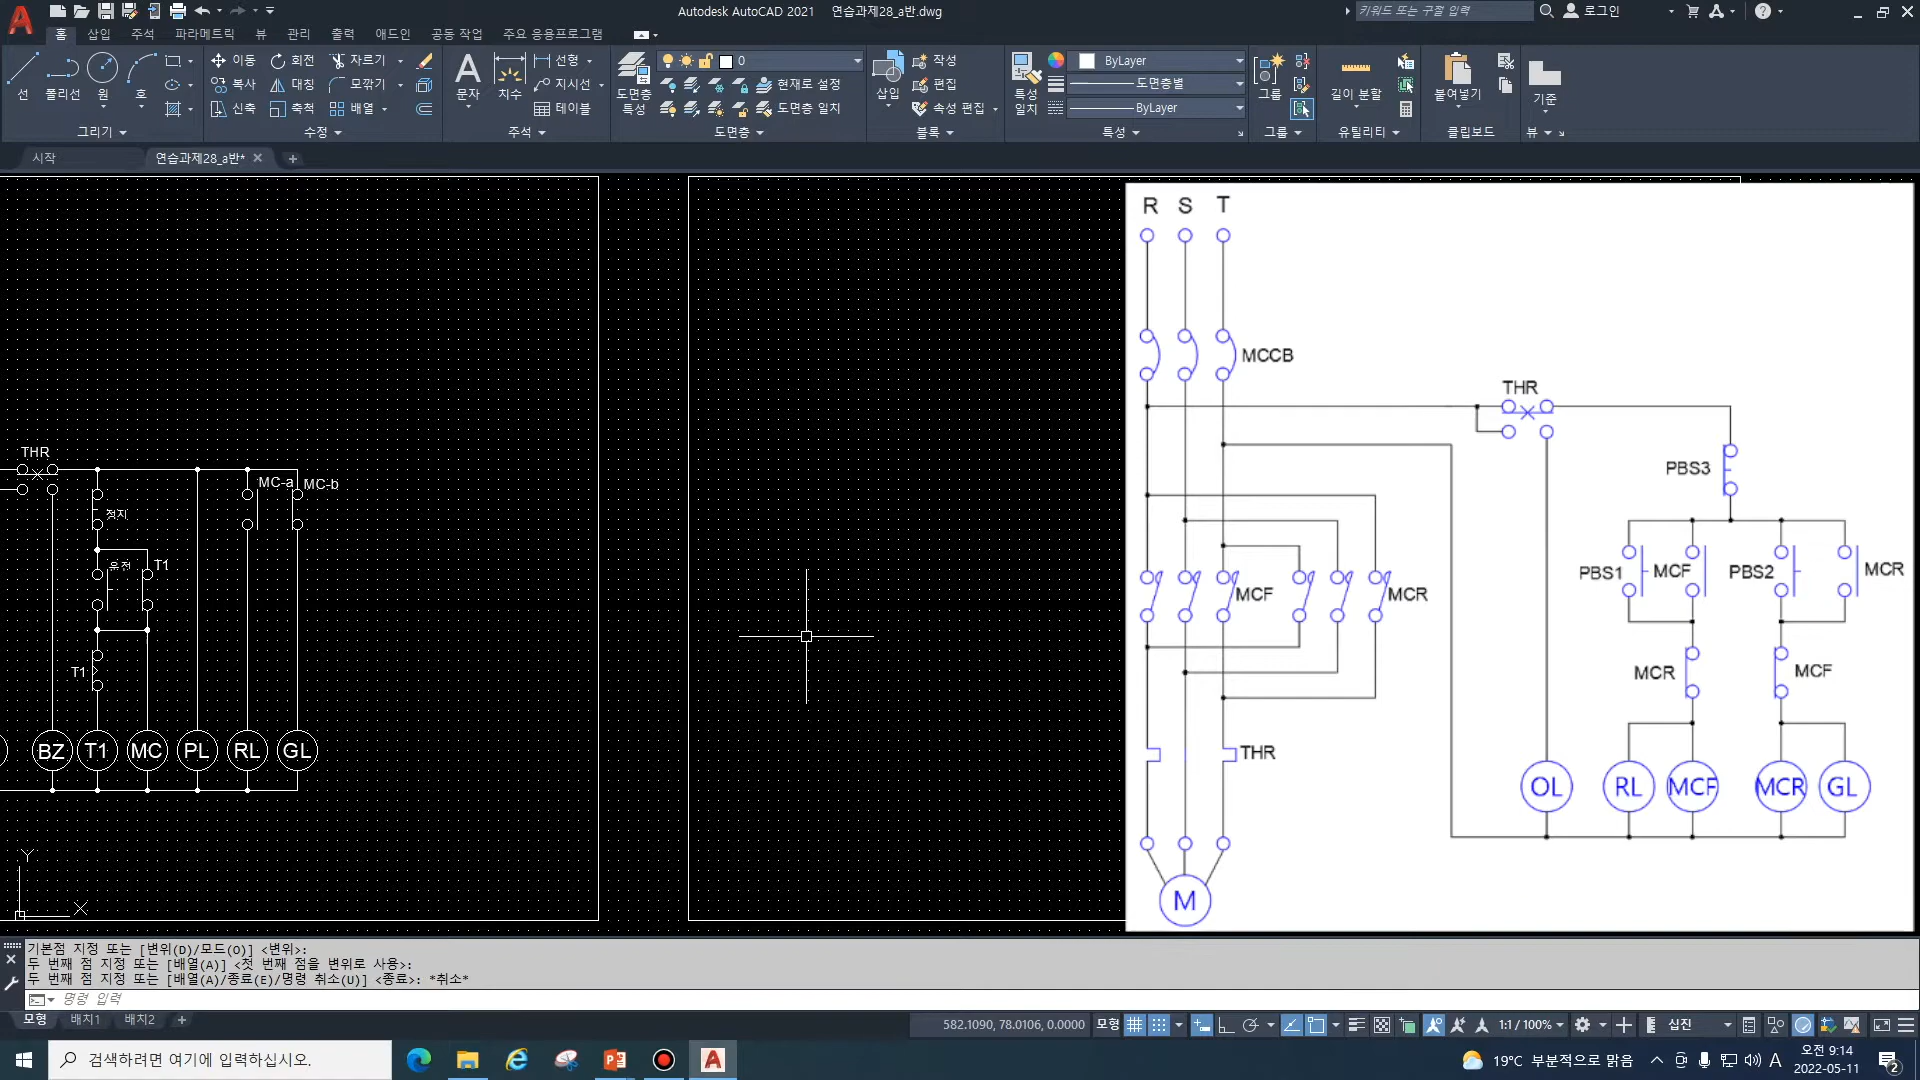 Autodesk AutoCAD 2021 연습과제28_a반.dwg
키워드 또는 구절 입력
로그인
홈 삽입 주석 파라메트릭 뷰 관리 출력 애드인 공동 작업 주요 응용프로그램
선 폴리선 원 호
이동 회전 자르기
복사 대칭 모깎기
신축 축척 배열
그리기 수정
문자 치수
선형
지시선
테이블
주석
도면층 특성
0
현재로 설정
도면층 일치
도면층
삽입
작성
편집
속성 편집
블록
특성 일치
ByLayer
도면층별
ByLayer
특성
그룹
그룹
길이 분할
유틸리티
붙여넣기
클립보드
기준
뷰
시작 연습과제28_a반*
THR
정지
운전
T1
T1
MC-a
MC-b
BZ T1 MC PL RL GL
Y
X
R S T
MCCB
THR
PBS3
PBS1 MCF PBS2 MCR
MCF MCR
MCR MCF
THR
OL RL MCF MCR GL
M
기본점 지정 또는 [변위(D)/모드(O)] <변위>:
두 번째 점 지정 또는 [배열(A)] <첫 번째 점을 변위로 사용>:
두 번째 점 지정 또는 [배열(A)/종료(E)/명령 취소(U)] <종료>: *취소*
명령 입력
모형 배치1 배치2
582.1090, 78.0106, 0.0000 모형
1:1 / 100%
십진
검색하려면 여기에 입력하십시오.
19°C 부분적으로 맑음
A
오전 9:14
2022-05-11
2